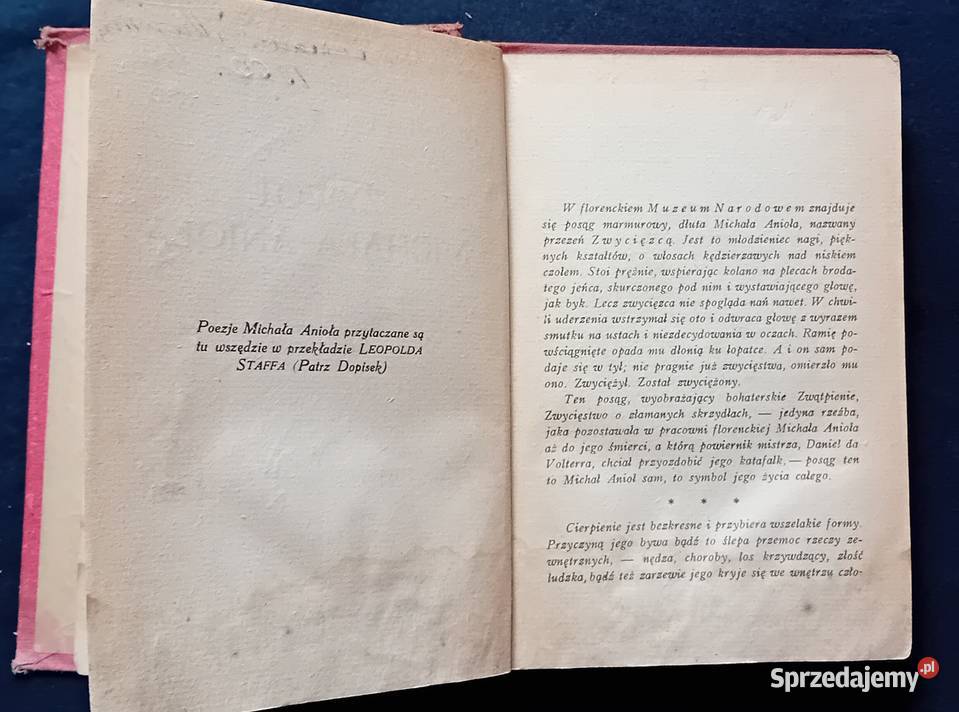 Poezje Michała Anioła przytaczane są
tu wszędzie w przekładzie LEOPOLDA
STAFFA (Patrz Dopisek)
W florenckiem Muzeum Narodowem znajduje
się posąg marmurowy, dłuta Michała Anioła, nazwany
przezeń Zwycięzcą. Jest to młodzieniec nagi, pięk-
nych kształtów, o włosach kędzierzawych nad niskiem
czołem. Stoi prężnie, wspierając kolano na plecach broda-
tego jeńca, skurczonego pod nim i wystawiającego głowę,
jak byk. Lecz zwycięzca nie spogląda nań nawet. W chwi-
li uderzenia wstrzymał się oto i odwraca głowę z wyrazem
smutku na ustach i niezdecydowania w oczach. Ramię po-
wściągnięte opada mu dłonią ku łopatce. A i on sam po-
daje się w tył; nie pragnie już zwycięstwa, omierzło mu
ono. Zwyciężył. Został zwyciężony.
Ten posąg, wyobrażający bohaterskie Zwątpienie,
Zwycięstwo o złamanych skrzydłach, — jedyna rzeźba,
jaka pozostawała w pracowni florenckiej Michała Anioła
aż do jego śmierci, a którą powiernik mistrza, Daniel da
Volterra, chciał przyozdobić jego katafalk, — posąg ten
to Michał Anioł sam, to symbol jego życia całego.
* * *
Cierpienie jest bezkresne i przybiera wszelakie formy.
Przyczyną jego bywa bądź to ślepa przemoc rzeczy ze-
wnętrznych, — nędza, choroby, los krzywdzący, złość
ludzka, bądź też zarzewie jego kryje się we wnętrzu czło-
Sprzedajemy.pl